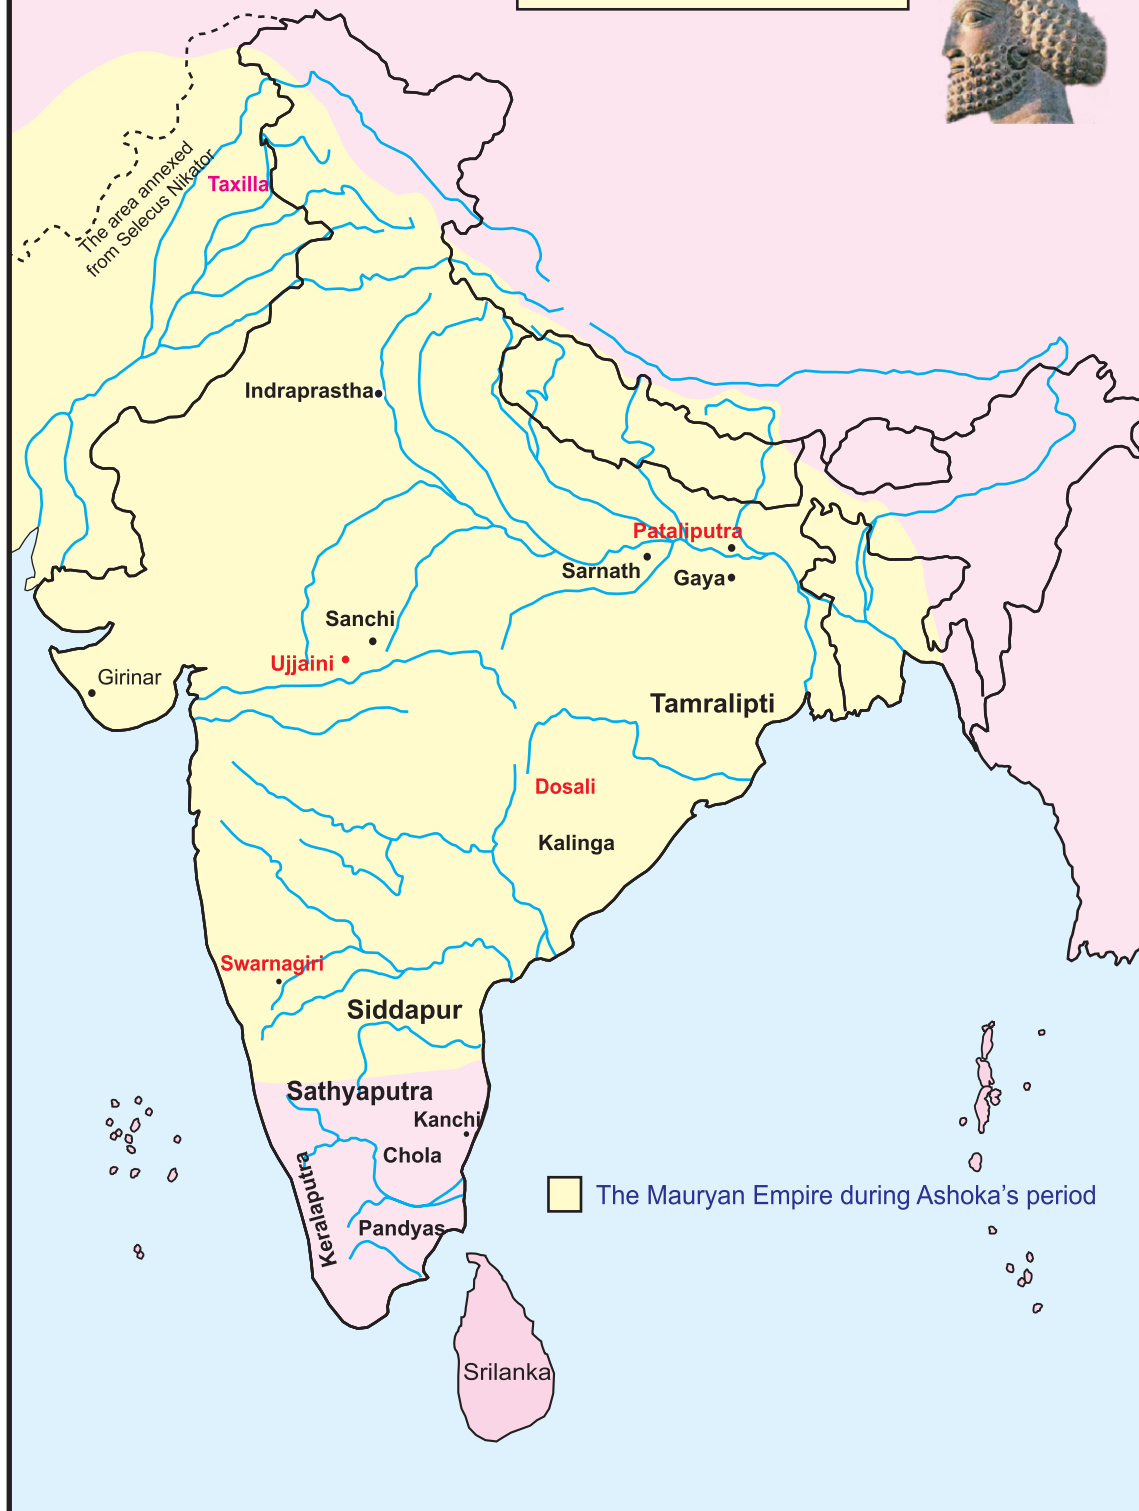 The area annexed
from Selecus Nikator
Taxilla
Indraprastha
Pataliputra
Sarnath
Gaya
Sanchi
Ujjaini
Girinar
Tamralipti
Dosali
Kalinga
Swarnagiri
Siddapur
Sathyaputra
Kanchi
Chola
Keralaputra
Pandyas
The Mauryan Empire during Ashoka’s period
Srilanka